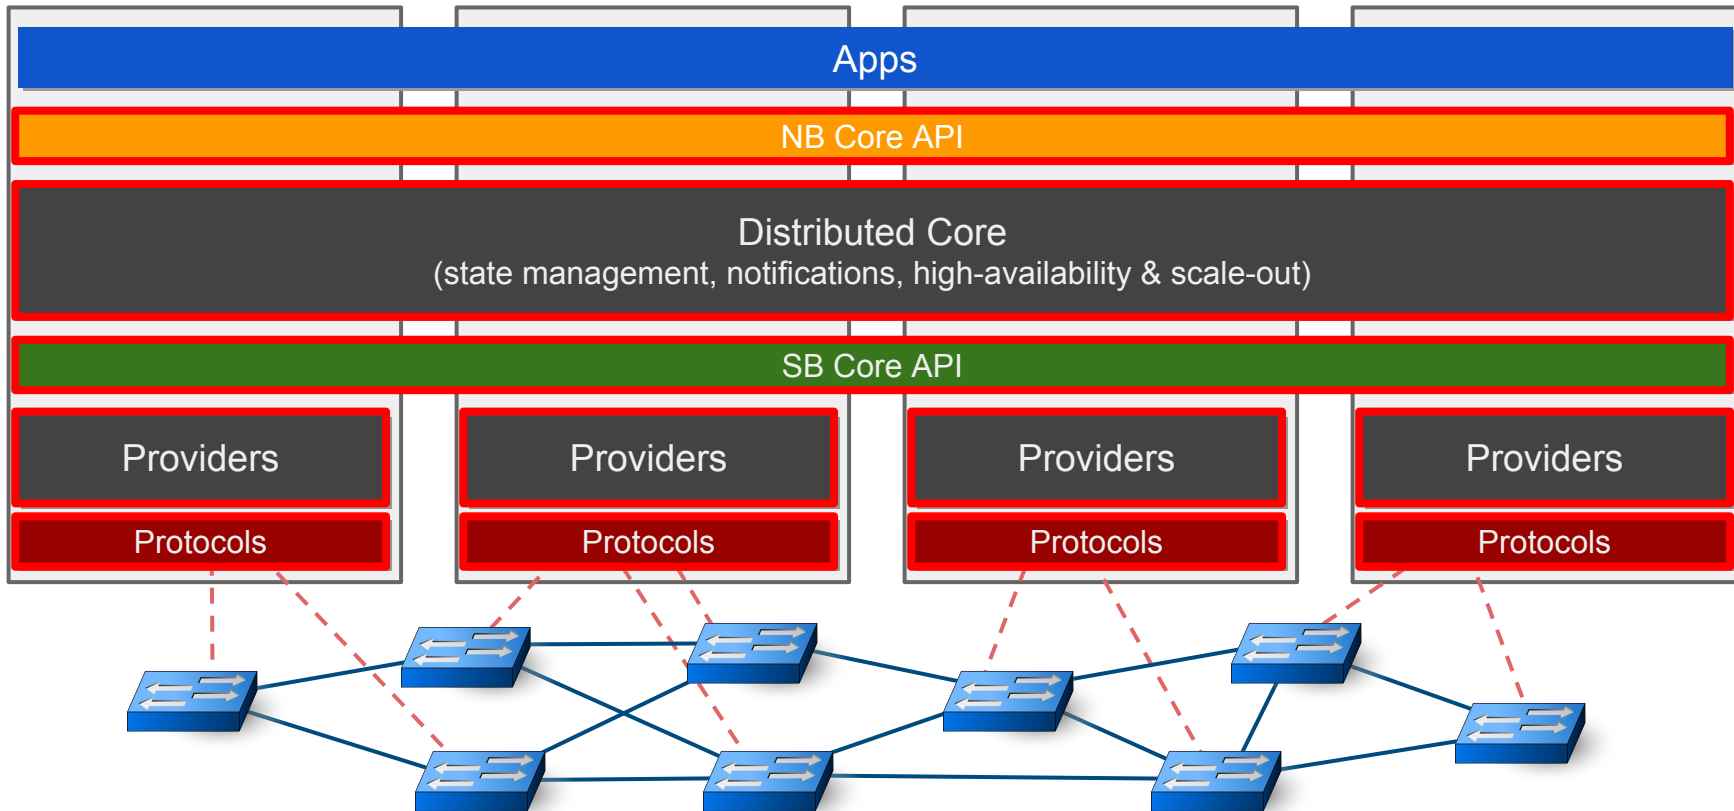 Apps
NB Core API
Distributed Core
(state management, notifications, high-availability & scale-out)
SB Core API
Providers
Providers
Providers
Providers
Protocols
Protocols
Protocols
Protocols